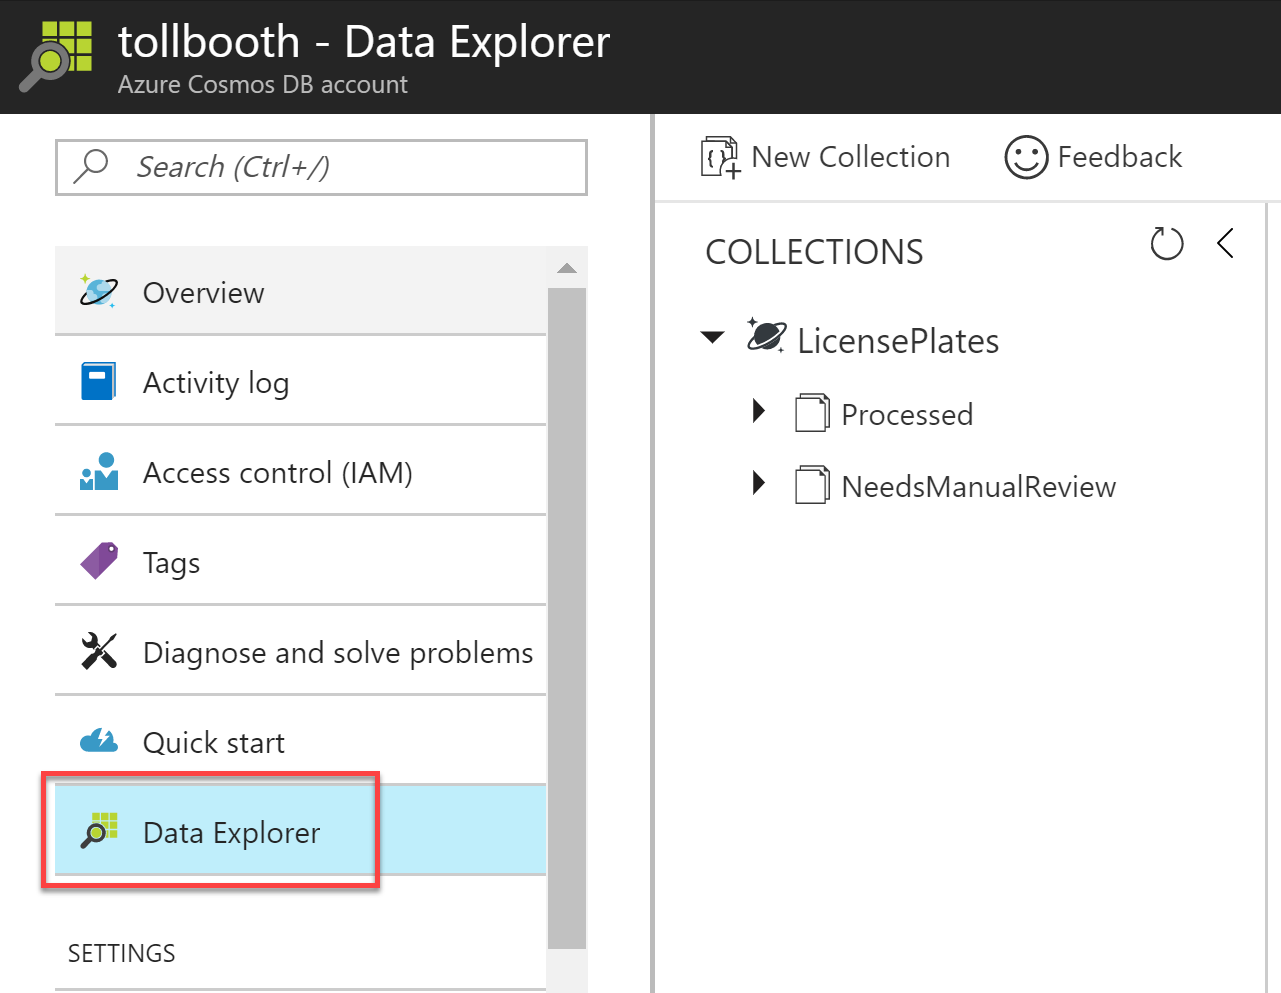 tollbooth - Data Explorer
Azure Cosmos DB account
Search (Ctrl+/)
Overview
Activity log
Access control (IAM)
Tags
Diagnose and solve problems
Quick start
Data Explorer
SETTINGS
New Collection
Feedback
COLLECTIONS
LicensePlates
Processed
NeedsManualReview